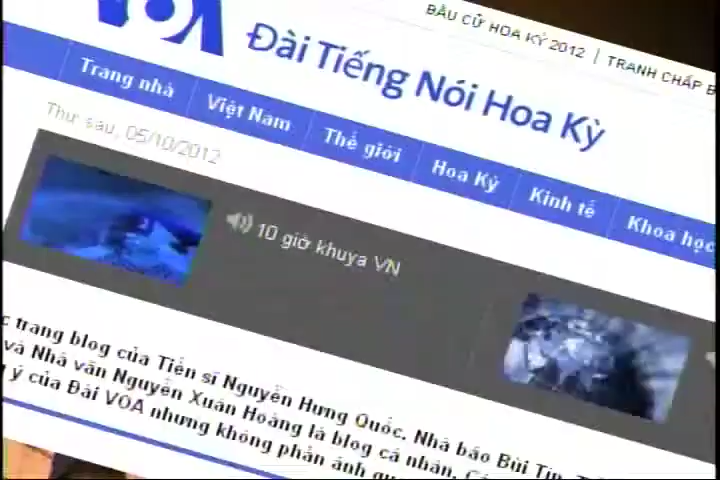 VOA
BẦU CỬ HOA KỲ 2012 | TRANH CHẤP
Đài Tiếng Nói Hoa Kỳ
Trang nhà Việt Nam Thế giới Hoa Kỳ Kinh tế Khoa học
Thứ sáu, 05/10/2012
10 giờ khuya VN
trang blog của Tiến sĩ Nguyễn Hưng Quốc, Nhà báo Bùi Tín,
và Nhà văn Nguyễn Xuân Hoàng là blog cá nhân.
ý của Đài VOA nhưng không phản ánh